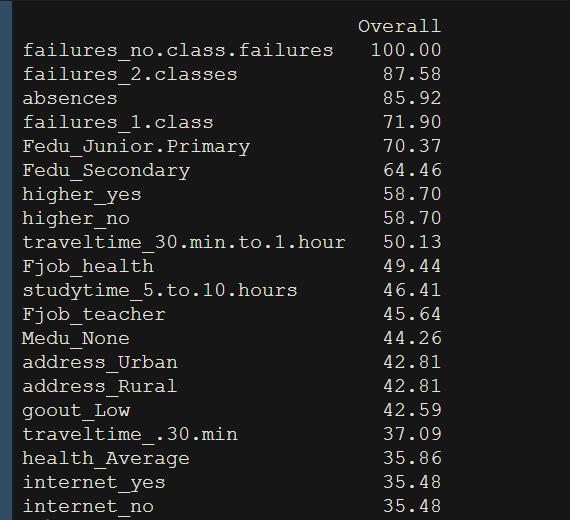 Overall
failures_no.class.failures 100.00
failures_2.classes 87.58
absences 85.92
failures_1.class 71.90
Fedu_Junior.Primary 70.37
Fedu_Secondary 64.46
higher_yes 58.70
higher_no 58.70
traveltime_30.min.to.1.hour 50.13
Fjob_health 49.44
studytime_5.to.10.hours 46.41
Fjob_teacher 45.64
Medu_None 44.26
address_Urban 42.81
address_Rural 42.81
goout_Low 42.59
traveltime_.30.min 37.09
health_Average 35.86
internet_yes 35.48
internet_no 35.48